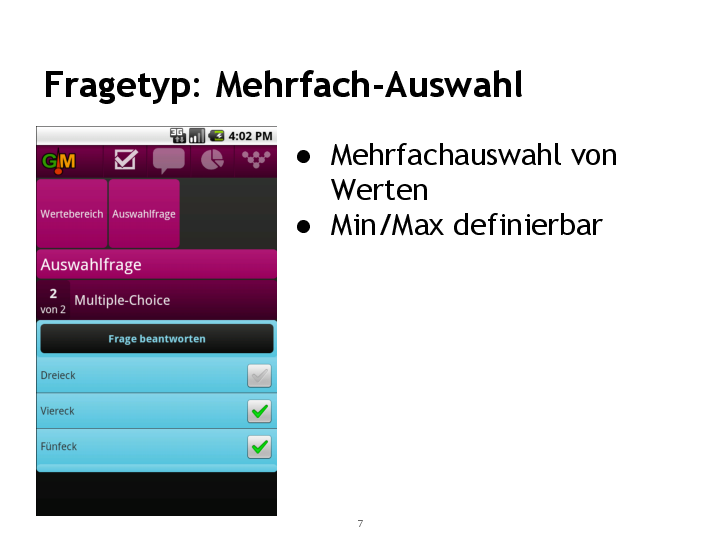 Fragetyp: Mehrfach-Auswahl
3G
4:02 PM
G!M
Wertebereich
Auswahlfrage
Auswahlfrage
2
von 2
Multiple-Choice
Frage beantworten
Dreieck
Viereck
Fünfeck
● Mehrfachauswahl von
Werten
● Min/Max definierbar
7